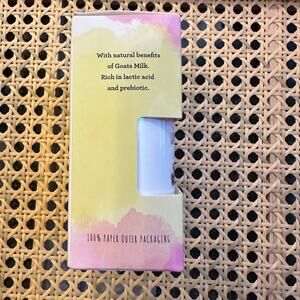 With natural benefits
of Goats Milk.
Rich in lactic acid
and prebiotic.
100% PAPER OUTER PACKAGING